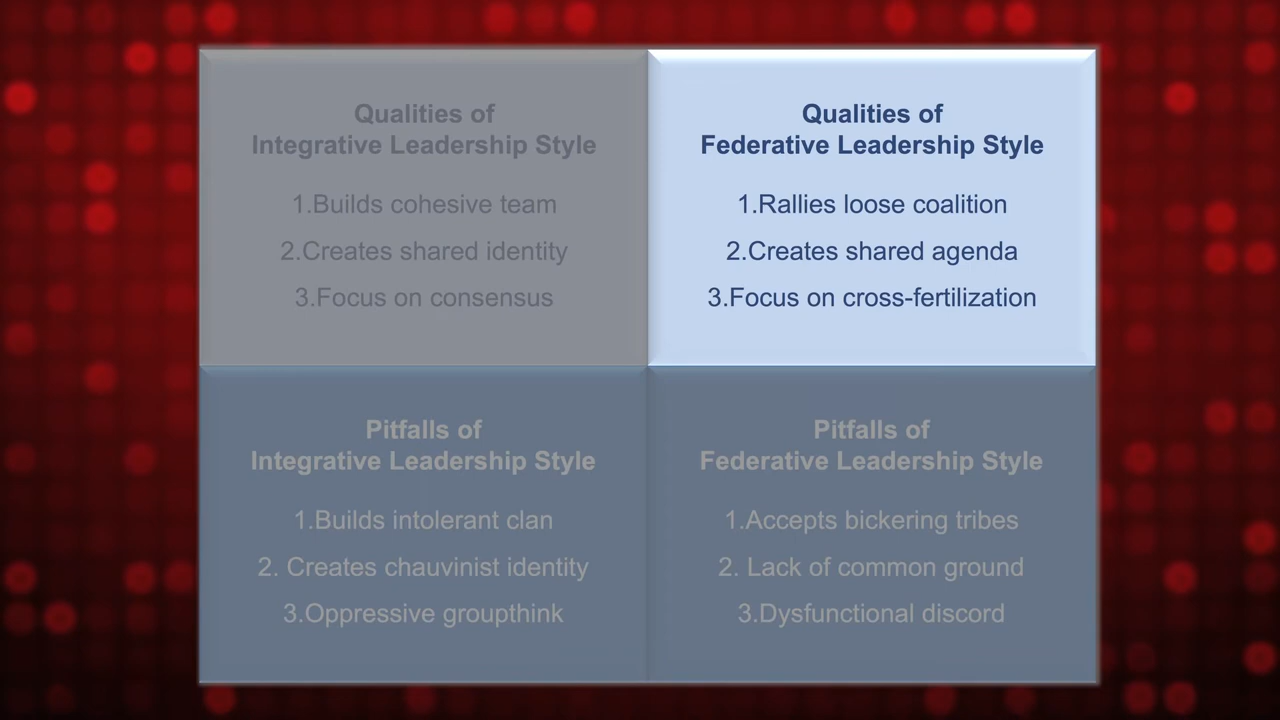 Qualities of
Integrative Leadership Style
1.Builds cohesive team
2.Creates shared identity
3.Focus on consensus
Qualities of
Federative Leadership Style
1.Rallies loose coalition
2.Creates shared agenda
3.Focus on cross-fertilization
Pitfalls of
Integrative Leadership Style
1.Builds intolerant clan
2. Creates chauvinist identity
3.Oppressive groupthink
Pitfalls of
Federative Leadership Style
1.Accepts bickering tribes
2. Lack of common ground
3.Dysfunctional discord